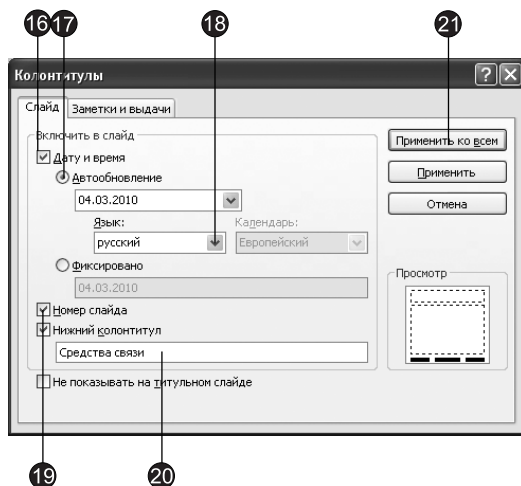 16 17 18 21
Колонтитулы
Слайд Заметки и выдачи
Включить в слайд
Дату и время
Применить ко всем
Автообновление
Применить
04.03.2010
Отмена
Язык: Календарь:
русский Европейский
Фиксировано
Просмотр
04.03.2010
Номер слайда
Нижний колонтитул
Средства связи
Не показывать на титульном слайде
19 20